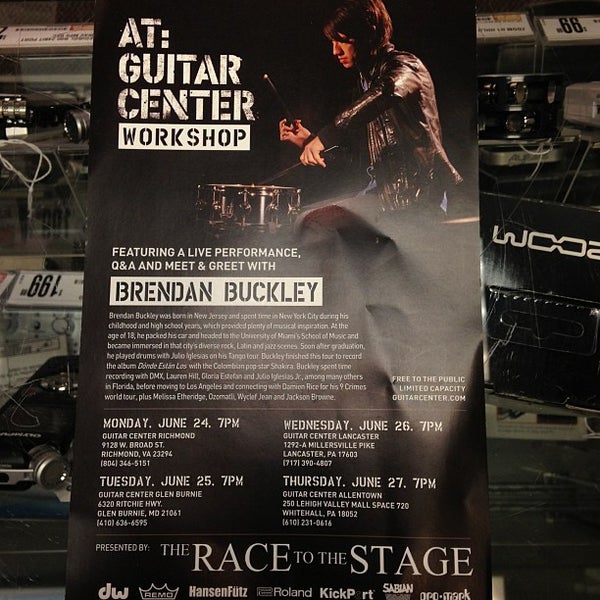 AT:
GUITAR
CENTER
WORKSHOP
FEATURING A LIVE PERFORMANCE,
Q&A AND MEET & GREET WITH
BRENDAN BUCKLEY
Brendan Buckley was born in New Jersey and spent time in New York City during his
childhood and high school years, which provided plenty of musical inspiration. At the
age of 18, he packed his car and headed to the University of Miami's School of Music and
became immersed in that city's diverse rock, Latin and jazz scenes. Soon after graduation,
he played drums with Julio Iglesias on his Tango tour. Buckley finished this tour to record
the album Dónde Están Los with the Colombian pop star Shakira. Buckley spent time
recording with DMX, Lauren Hill, Gloria Estefan and Julio Iglesias Jr., among many others
in Florida, before moving to Los Angeles and connecting with Damien Rice for his 9 Crimes
world tour, plus Melissa Etheridge, Ozomatli, Wyclef Jean and Jackson Browne.
FREE TO THE PUBLIC
LIMITED CAPACITY
GUITARCENTER.COM
MONDAY, JUNE 24, 7PM
GUITAR CENTER RICHMOND
9128 W. BROAD ST.
RICHMOND, VA 23294
(804) 346-5151
WEDNESDAY, JUNE 26, 7PM
GUITAR CENTER LANCASTER
1292-A MILLERSVILLE PIKE
LANCASTER, PA 17603
(717) 390-4807
TUESDAY, JUNE 25, 7PM
GUITAR CENTER GLEN BURNIE
6320 RITCHIE HWY.
GLEN BURNIE, MD 21061
(410) 636-6595
THURSDAY, JUNE 27, 7PM
GUITAR CENTER ALLENTOWN
250 LEHIGH VALLEY MALL SPACE 720
WHITEHALL, PA 18052
(610) 231-0616
PRESENTED BY: THE RACE TO THE STAGE
dw REMO HansenFütz Roland KickPort SABIAN pro-mark
199
99
ZOOM